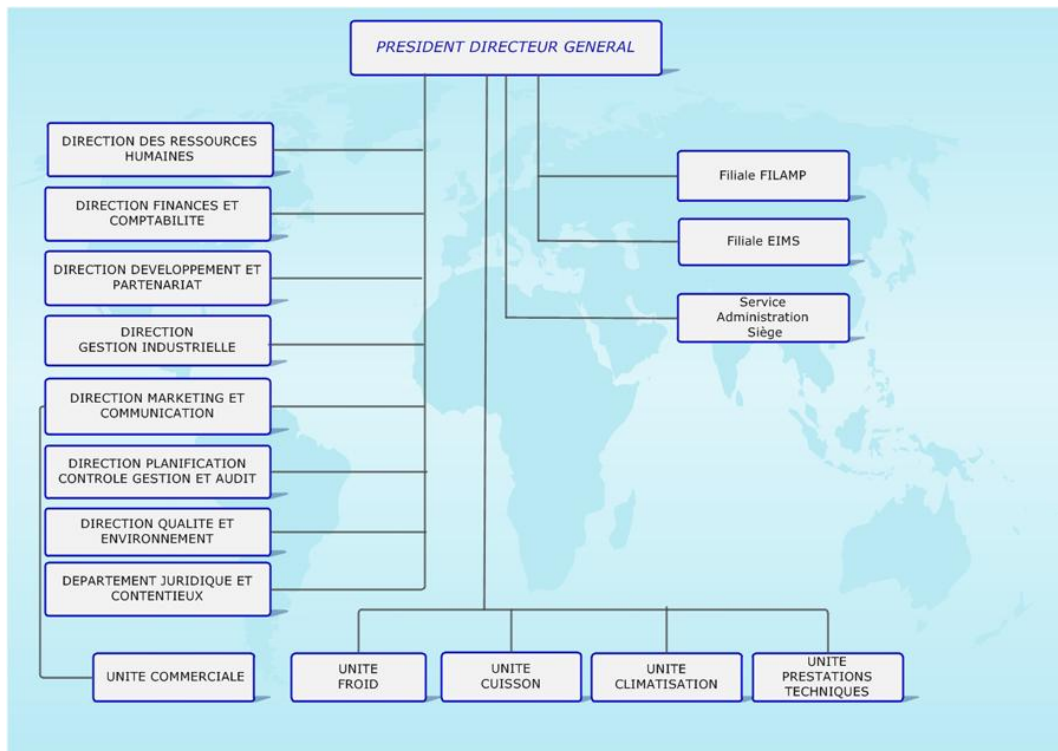 PRESIDENT DIRECTEUR GENERAL
DIRECTION DES RESSOURCES
HUMAINES
DIRECTION FINANCES ET
COMPTABILITE
DIRECTION DEVELOPPEMENT ET
PARTENARIAT
DIRECTION
GESTION INDUSTRIELLE
DIRECTION MARKETING ET
COMMUNICATION
DIRECTION PLANIFICATION
CONTROLE GESTION ET AUDIT
DIRECTION QUALITE ET
ENVIRONNEMENT
DEPARTEMENT JURIDIQUE ET
CONTENTIEUX
Filiale FILAMP
Filiale EIMS
Service
Administration
Siège
UNITE COMMERCIALE
UNITE
FROID
UNITE
CUISSON
UNITE
CLIMATISATION
UNITE
PRESTATIONS
TECHNIQUES